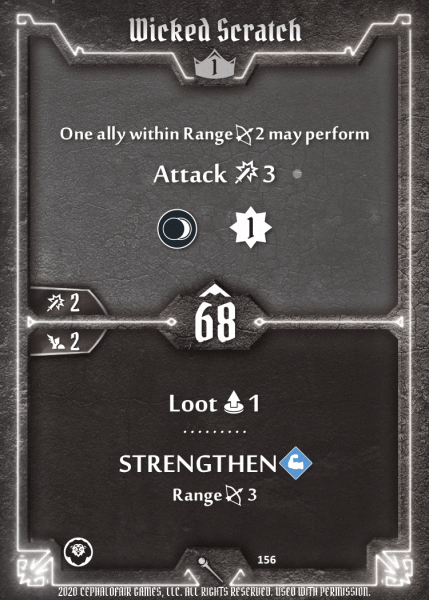 Wicked Scratch
1
One ally within Range 2 may perform
Attack 3
1
2
68
2
Loot 1
STRENGTHEN
Range 3
156
2020 CEPHALOFAIR GAMES, LLC. ALL RIGHTS RESERVED. USED WITH PERMISSION.